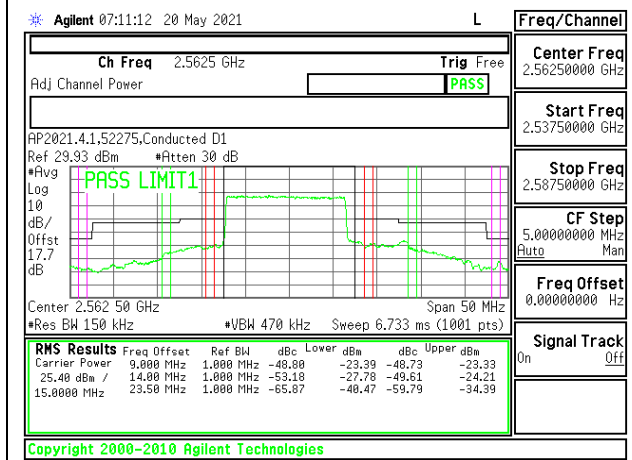 Agilent 07:11:12 20 May 2021 L Freq/Channel
Ch Freq 2.5625 GHz Trig Free
Adj Channel Power PASS
Center Freq
2.56250000 GHz
Start Freq
2.53750000 GHz
Stop Freq
2.58750000 GHz
CF Step
5.00000000 MHz
Auto Man
Freq Offset
0.00000000 Hz
Signal Track
On Off
AP2021.4.1,52275,Conducted D1
Ref 29.93 dBm #Atten 30 dB
#Avg
Log
10
dB/
Offst
17.7
dB
PASS LIMIT1
Center 2.562 50 GHz Span 50 MHz
#Res BW 150 kHz #VBW 470 kHz Sweep 6.733 ms (1001 pts)
RMS Results Freq Offset Ref BW dBc Lower dBm dBc Upper dBm
Carrier Power 9.000 MHz 1.000 MHz -48.80 -23.39 -48.73 -23.33
25.40 dBm / 14.00 MHz 1.000 MHz -53.18 -27.78 -49.61 -24.21
15.0000 MHz 23.50 MHz 1.000 MHz -65.87 -40.47 -59.79 -34.39
Copyright 2000-2010 Agilent Technologies